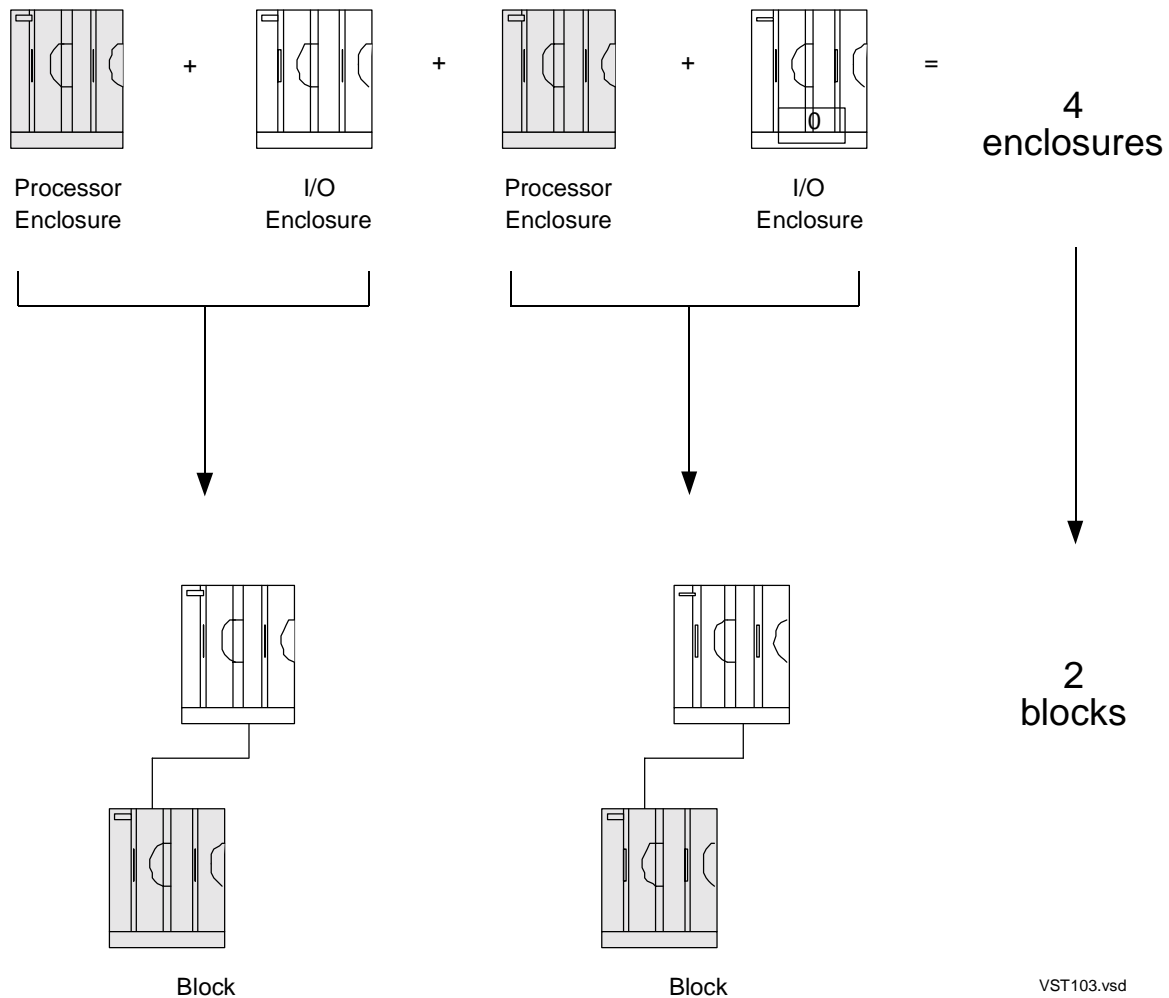 + + + =
0
4
enclosures
Processor
Enclosure
I/O
Enclosure
Processor
Enclosure
I/O
Enclosure
2
blocks
Block
Block
VST103.vsd